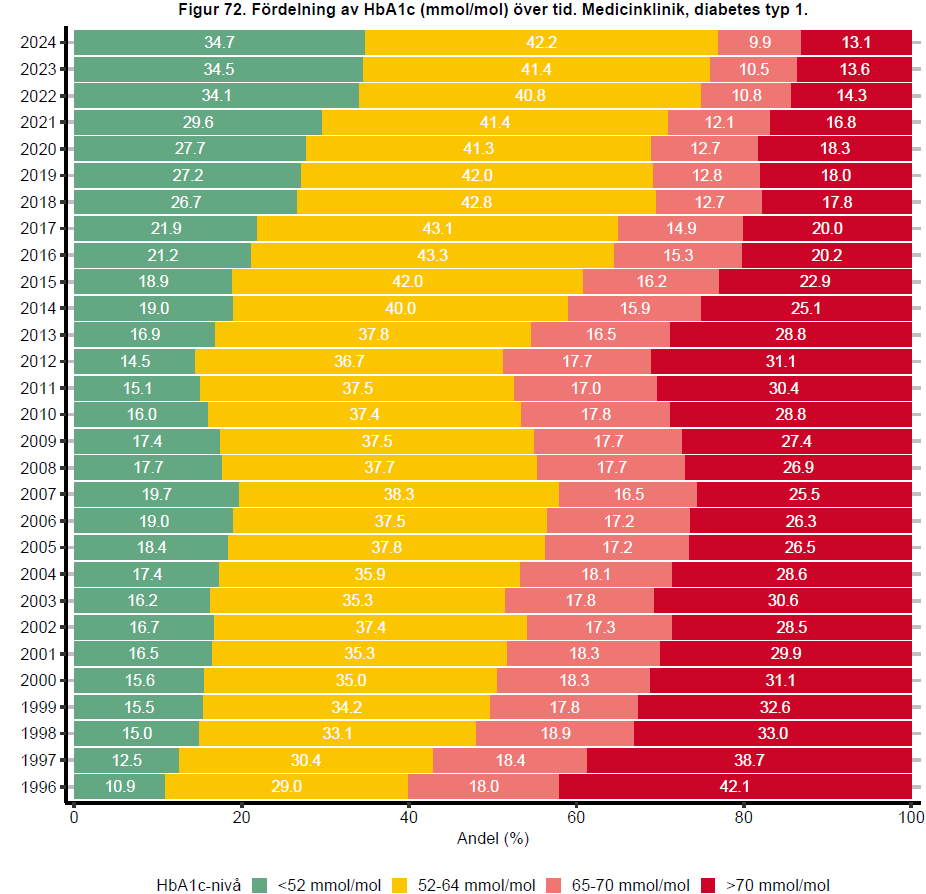 Figur 72. Fördelning av HbA1c (mmol/mol) över tid. Medicinklinik, diabetes typ 1.
2024 34.7 42.2 9.9 13.1
2023 34.5 41.4 10.5 13.6
2022 34.1 40.8 10.8 14.3
2021 29.6 41.4 12.1 16.8
2020 27.7 41.3 12.7 18.3
2019 27.2 42.0 12.8 18.0
2018 26.7 42.8 12.7 17.8
2017 21.9 43.1 14.9 20.0
2016 21.2 43.3 15.3 20.2
2015 18.9 42.0 16.2 22.9
2014 19.0 40.0 15.9 25.1
2013 16.9 37.8 16.5 28.8
2012 14.5 36.7 17.7 31.1
2011 15.1 37.5 17.0 30.4
2010 16.0 37.4 17.8 28.8
2009 17.4 37.5 17.7 27.4
2008 17.7 37.7 17.7 26.9
2007 19.7 38.3 16.5 25.5
2006 19.0 37.5 17.2 26.3
2005 18.4 37.8 17.2 26.5
2004 17.4 35.9 18.1 28.6
2003 16.2 35.3 17.8 30.6
2002 16.7 37.4 17.3 28.5
2001 16.5 35.3 18.3 29.9
2000 15.6 35.0 18.3 31.1
1999 15.5 34.2 17.8 32.6
1998 15.0 33.1 18.9 33.0
1997 12.5 30.4 18.4 38.7
1996 10.9 29.0 18.0 42.1
0 20 40 60 80 100
Andel (%)
HbA1c-nivå <52 mmol/mol 52-64 mmol/mol 65-70 mmol/mol >70 mmol/mol